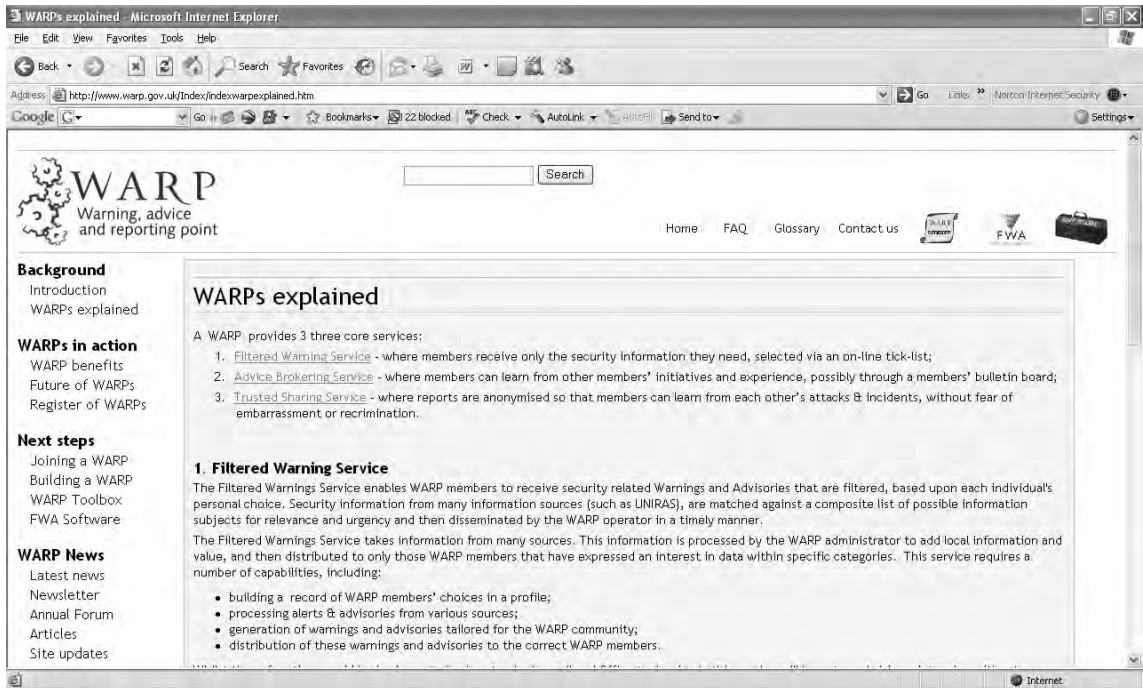 WARPs explained - Microsoft Internet Explorer
File Edit View Favorites Tools Help
Back Search Favorites
Address http://www.warp.gov.uk/Index/indexwarpexplained.htm Go Links Norton Internet Security
Google Go Bookmarks 22 blocked Check AutoLink AutoFill Send to Settings
WARP
Warning, advice
and reporting point
Search
Home FAQ Glossary Contact us FWA
Background
Introduction
WARPs explained
WARPs in action
WARP benefits
Future of WARPs
Register of WARPs
Next steps
Joining a WARP
Building a WARP
WARP Toolbox
FWA Software
WARP News
Latest news
Newsletter
Annual Forum
Articles
Site updates
WARPs explained
A WARP provides 3 three core services:
1. Filtered Warning Service - where members receive only the security information they need, selected via an on-line tick-list;
2. Advice Brokering Service - where members can learn from other members' initiatives and experience, possibly through a members' bulletin board;
3. Trusted Sharing Service - where reports are anonymised so that members can learn from each other's attacks & incidents, without fear of
embarrassment or recrimination.
1. Filtered Warning Service
The Filtered Warnings Service enables WARP members to receive security related Warnings and Advisories that are filtered, based upon each individual's
personal choice. Security information from many information sources (such as UNIRAS), are matched against a composite list of possible information
subjects for relevance and urgency and then disseminated by the WARP operator in a timely manner.
The Filtered Warnings Service takes information from many sources. This information is processed by the WARP administrator to add local information and
value, and then distributed to only those WARP members that have expressed an interest in data within specific categories. This service requires a
number of capabilities, including:
• building a record of WARP members' choices in a profile;
• processing alerts & advisories from various sources;
• generation of warnings and advisories tailored for the WARP community;
• distribution of these warnings and advisories to the correct WARP members.
Internet